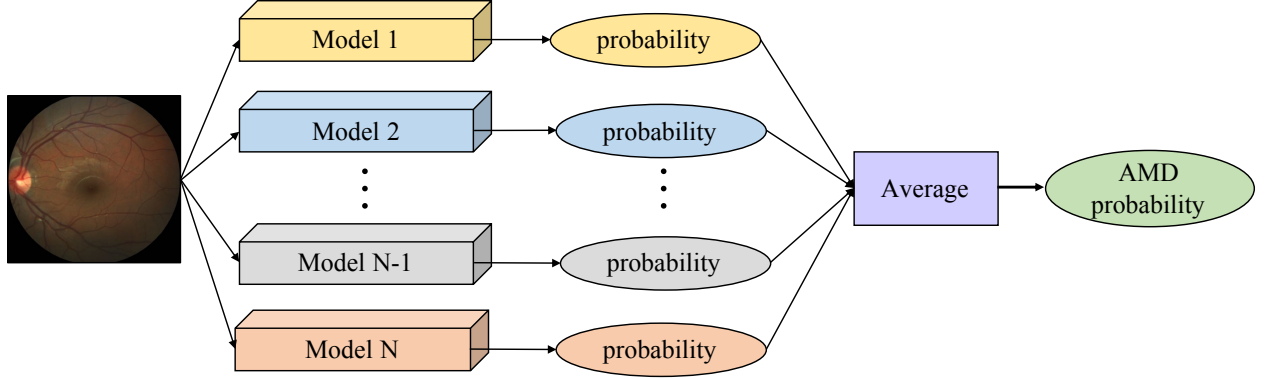 Model 1
probability
Model 2
probability
Model N-1
probability
Model N
probability
Average
AMD
probability